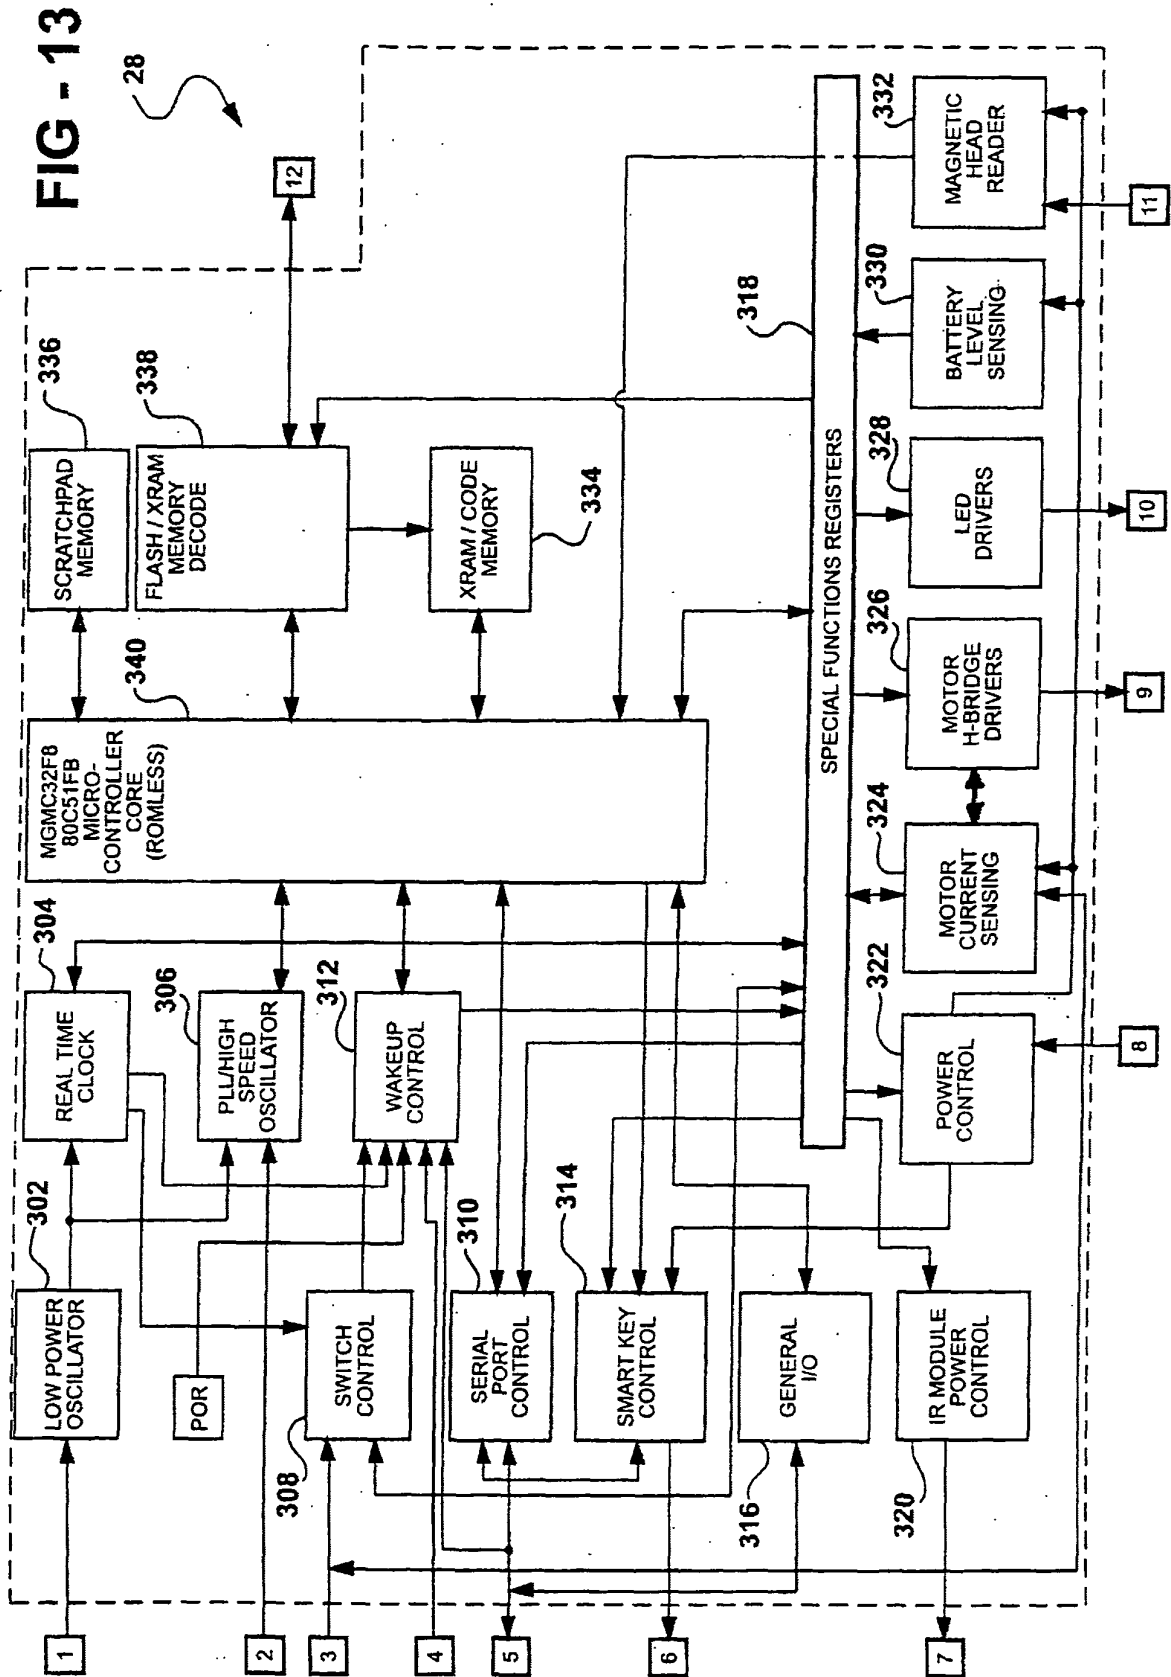 FIG - 13
28
12
336
SCRATCHPAD
MEMORY
338
FLASH / XRAM
MEMORY
DECODE
XRAM / CODE
MEMORY
334
340
MGMC32F8
80C51FB
MICRO-
CONTROLLER
CORE
(ROMLESS)
304
REAL TIME
CLOCK
306
PLL/HIGH
SPEED
OSCILLATOR
312
WAKEUP
CONTROL
302
LOW POWER
OSCILLATOR
POR
SWITCH
CONTROL
308
310
SERIAL
PORT
CONTROL
314
SMART KEY
CONTROL
GENERAL
I/O
316
IR MODULE
POWER
CONTROL
320
318
SPECIAL FUNCTIONS REGISTERS
322
POWER
CONTROL
324
MOTOR
CURRENT
SENSING
326
MOTOR
H-BRIDGE
DRIVERS
328
LED
DRIVERS
330
BATTERY
LEVEL
SENSING
332
MAGNETIC
HEAD
READER
1
2
3
4
5
6
7
8
9
10
11